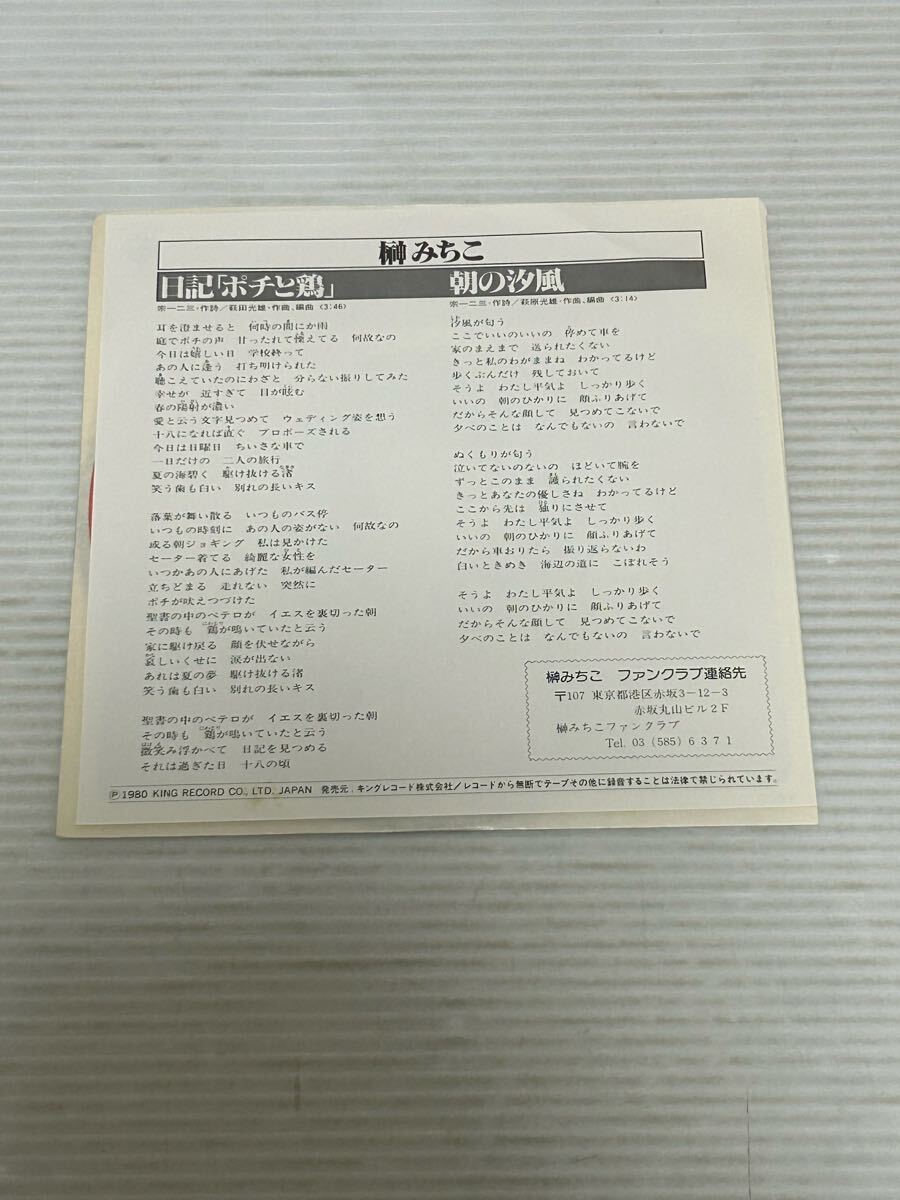 榊みちこ
日記「ポチと鶏」
宗一二三・作詩／萩田光雄・作曲、編曲〈3:46〉
耳を澄ませると　何時の間にか雨
庭でポチの声　甘ったれて怯えてる　何故なの
今日は嬉しい日　学校終って
あの人に逢う　打ち明けられた
聴こえていたのにわざと　分らない振りしてみた
幸せが　近すぎて　目が眩む
春の陽射が濃い
愛と云う文字見つめて　ウェディング姿を想う
十八になれば直ぐ　プロポーズされる
今日は日曜日　ちいさな車で
一日だけの　二人の旅行
夏の海碧く　駆け抜ける渚
笑う歯も白い　別れの長いキス
落葉が舞い散る　いつものバス停
いつもの時刻に　あの人の姿がない　何故なの
或る朝ジョギング　私は見かけた
セーター着てる　綺麗な女性を
いつかあの人にあげた　私が編んだセーター
立ちどまる　走れない　突然に
ポチが吠えつづけた
聖書の中のペテロが　イエスを裏切った朝
その時も　鶏が鳴いていたと云う
家に駆け戻る　顔を伏せながら
哀しいくせに　涙が出ない
あれは夏の夢　駆け抜ける渚
笑う歯も白い　別れの長いキス
聖書の中のペテロが　イエスを裏切った朝
その時も　鶏が鳴いていたと云う
微笑み浮かべて　日記を見つめる
それは過ぎた日　十八の頃
朝の汐風
宗一二三・作詩／萩原光雄・作曲、編曲〈3:14〉
汐風が匂う
ここでいいのいいの　停めて車を
家のまえまで　送られたくない
きっと私のわがままね　わかってるけど
歩くぶんだけ　残しておいて
そうよ　わたし平気よ　しっかり歩く
いいの　朝のひかりに　顔ふりあげて
だからそんな顔して　見つめてこないで
夕べのことは　なんでもないの　言わないで
ぬくもりが匂う
泣いてないのないの　ほどいて腕を
ずっとこのまま　護られたくない
きっとあなたの優しさね　わかってるけど
ここから先は　独りにさせて
そうよ　わたし平気よ　しっかり歩く
いいの　朝のひかりに　顔ふりあげて
だから車おりたら　振り返らないわ
白いときめき　海辺の道に　こぼれそう
そうよ　わたし平気よ　しっかり歩く
いいの　朝のひかりに　顔ふりあげて
だからそんな顔して　見つめてこないで
夕べのことは　なんでもないの　言わないで
榊みちこ　ファンクラブ連絡先
〒107　東京都港区赤坂3-12-3
赤坂丸山ビル2F
榊みちこファンクラブ
Tel. 03（585）6371
Ⓟ1980 KING RECORD CO., LTD. JAPAN　発売元：キングレコード株式会社／レコードから無断でテープその他に録音することは法律で禁じられています。